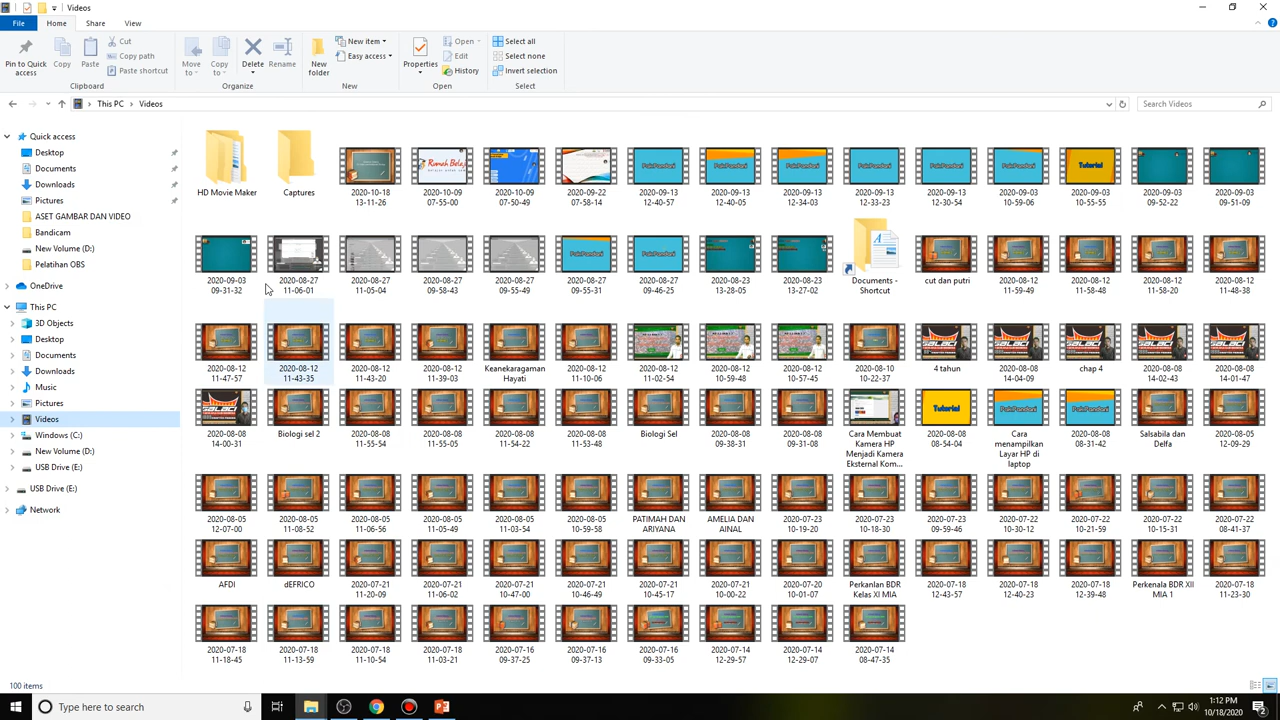 Videos
File Home Share View
Pin to Quick access
Copy
Paste
Cut
Copy path
Paste shortcut
Clipboard
Move to
Copy to
Delete
Rename
Organize
New folder
New item
Easy access
New
Properties
Open
Edit
History
Open
Select all
Select none
Invert selection
Select
This PC › Videos
Search Videos
Quick access
Desktop
Documents
Downloads
Pictures
ASET GAMBAR DAN VIDEO
Bandicam
New Volume (D:)
Pelatihan OBS
OneDrive
This PC
3D Objects
Desktop
Documents
Downloads
Music
Pictures
Videos
Windows (C:)
New Volume (D:)
USB Drive (E:)
USB Drive (E:)
Network
HD Movie Maker
Captures
2020-10-18 13-11-26
2020-10-09 07-55-00
2020-10-09 07-50-49
2020-09-22 07-58-14
2020-09-13 12-40-57
2020-09-13 12-40-07
2020-09-13 12-34-03
2020-09-13 12-33-23
2020-09-13 12-30-54
2020-09-03 10-59-06
2020-09-03 10-55-55
2020-09-03 09-52-22
2020-09-03 09-51-09
2020-09-03 09-31-32
2020-08-27 11-06-01
2020-08-27 11-05-04
2020-08-27 09-58-43
2020-08-27 09-55-49
2020-08-27 09-55-31
2020-08-27 09-46-25
2020-08-23 13-28-05
2020-08-23 13-27-02
Documents - Shortcut
cut dan putri
2020-08-12 11-59-49
2020-08-12 11-58-48
2020-08-12 11-58-20
2020-08-12 11-48-38
2020-08-12 11-47-57
2020-08-12 11-43-35
2020-08-12 11-43-20
2020-08-12 11-39-03
Keanekaragaman Hayati
2020-08-12 11-10-06
2020-08-12 11-02-54
2020-08-12 10-59-48
2020-08-12 10-57-45
2020-08-10 10-22-37
4 tahun
2020-08-08 14-04-09
chap 4
2020-08-08 14-02-43
2020-08-08 14-01-47
2020-08-08 14-00-31
Biologi sel 2
2020-08-08 11-55-54
2020-08-08 11-55-05
2020-08-08 11-54-22
2020-08-08 11-53-48
Biologi Sel
2020-08-08 09-38-31
2020-08-08 09-31-08
Cara Membuat Kamera HP Menjadi Kamera Eksternal Kom...
2020-08-08 08-54-04
Cara menampilkan Layar HP di laptop
2020-08-08 08-31-42
Salsabila dan Delfa
2020-08-05 12-09-29
2020-08-05 12-07-00
2020-08-05 11-08-52
2020-08-05 11-06-56
2020-08-05 11-05-49
2020-08-05 11-03-54
2020-08-05 10-59-58
PATIMAH DAN ARIYANA
AMELIA DAN AINAL
2020-07-23 10-19-20
2020-07-23 10-18-30
2020-07-23 09-59-46
2020-07-22 10-30-12
2020-07-22 10-21-59
2020-07-22 10-15-31
2020-07-22 08-41-37
AFDI
dEFRICO
2020-07-21 11-20-09
2020-07-21 11-06-02
2020-07-21 10-47-00
2020-07-21 10-46-49
2020-07-21 10-45-17
2020-07-21 10-00-22
2020-07-20 10-01-07
Perkanlan BDR Kelas XI MIA
2020-07-18 12-43-57
2020-07-18 12-40-23
2020-07-18 12-39-48
Perkenala BDR XII MIA 1
2020-07-18 11-23-30
2020-07-18 11-18-45
2020-07-18 11-13-59
2020-07-18 11-10-54
2020-07-18 11-03-21
2020-07-16 09-37-25
2020-07-16 09-37-13
2020-07-16 09-33-05
2020-07-14 12-29-57
2020-07-14 12-29-07
2020-07-14 08-47-35
100 items
Type here to search
1:12 PM
10/18/2020